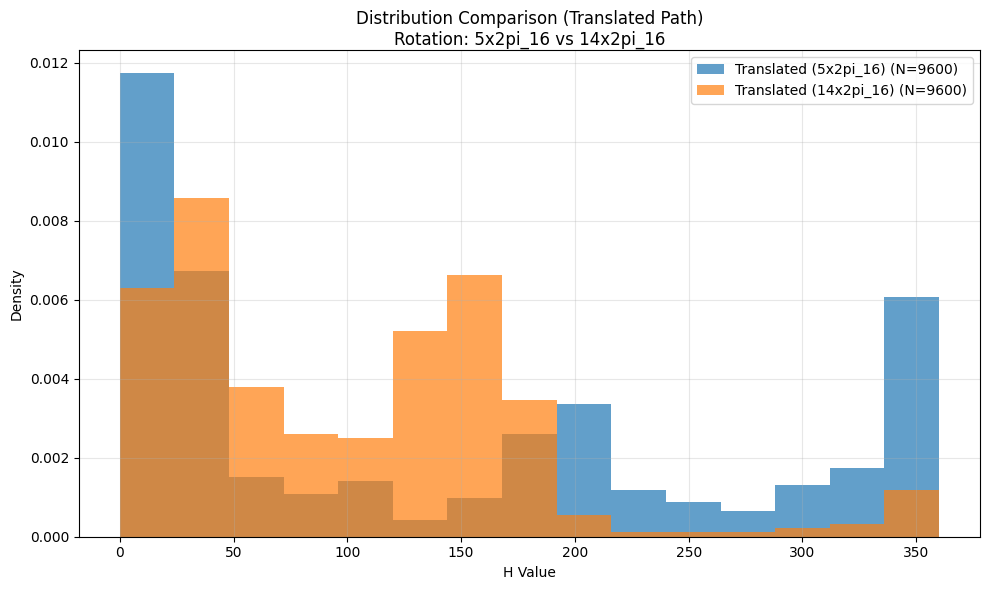 Distribution Comparison (Translated Path)
Rotation: 5x2pi_16 vs 14x2pi_16
Translated (5x2pi_16) (N=9600)
Translated (14x2pi_16) (N=9600)
Density
0.012
0.010
0.008
0.006
0.004
0.002
0.000
0 50 100 150 200 250 300 350
H Value